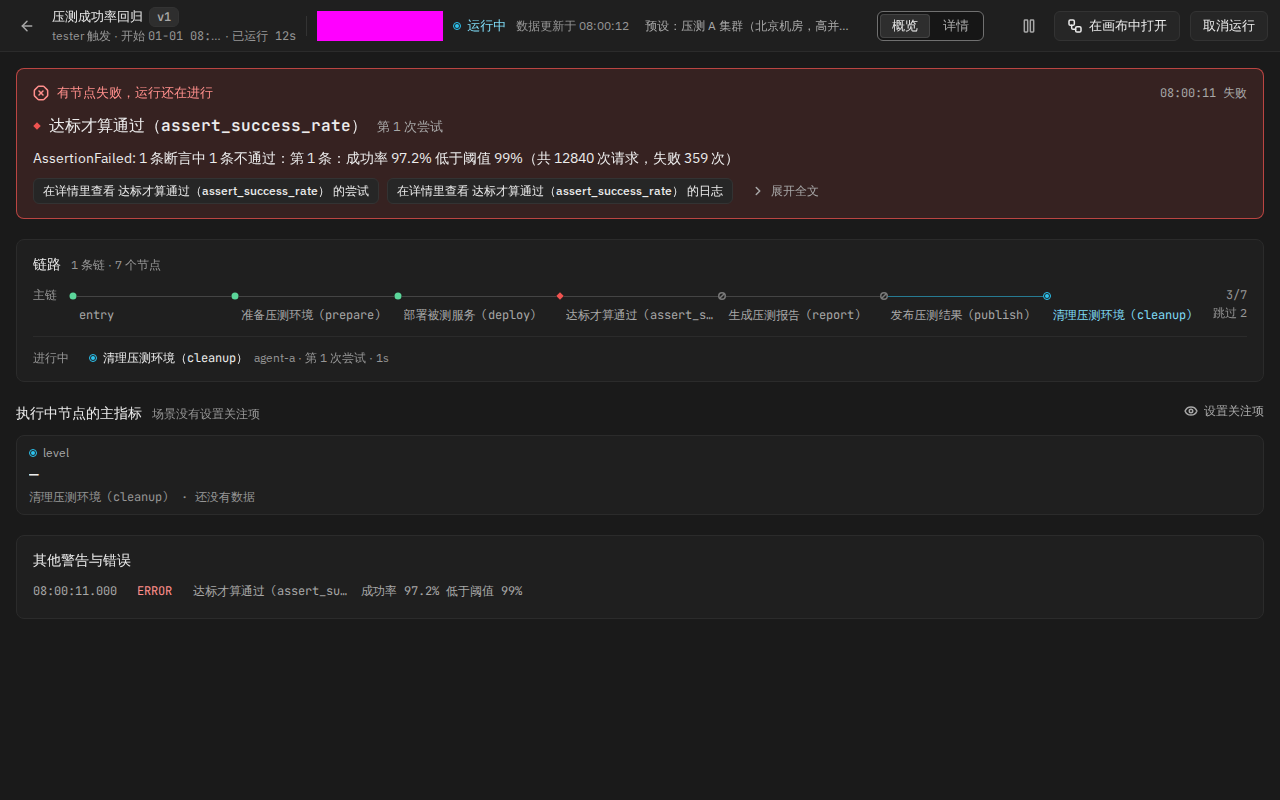 压测成功率回归 v1
tester 触发 · 开始 01-01 08:… · 已运行 12s
运行中 数据更新于 08:00:12 预设：压测 A 集群（北京机房，高并…
概览 详情
在画布中打开 取消运行
有节点失败，运行还在进行 08:00:11 失败
达标才算通过（assert_success_rate） 第 1 次尝试
AssertionFailed: 1 条断言中 1 条不通过：第 1 条：成功率 97.2% 低于阈值 99%（共 12840 次请求，失败 359 次）
在详情里查看 达标才算通过（assert_success_rate） 的尝试 在详情里查看 达标才算通过（assert_success_rate） 的日志 展开全文
链路 1 条链 · 7 个节点
主链 3/7
entry 准备压测环境（prepare） 部署被测服务（deploy） 达标才算通过（assert_s… 生成压测报告（report） 发布压测结果（publish） 清理压测环境（cleanup） 跳过 2
进行中 清理压测环境（cleanup） agent-a · 第 1 次尝试 · 1s
执行中节点的主指标 场景没有设置关注项 设置关注项
level
—
清理压测环境（cleanup） · 还没有数据
其他警告与错误
08:00:11.000 ERROR 达标才算通过（assert_su… 成功率 97.2% 低于阈值 99%